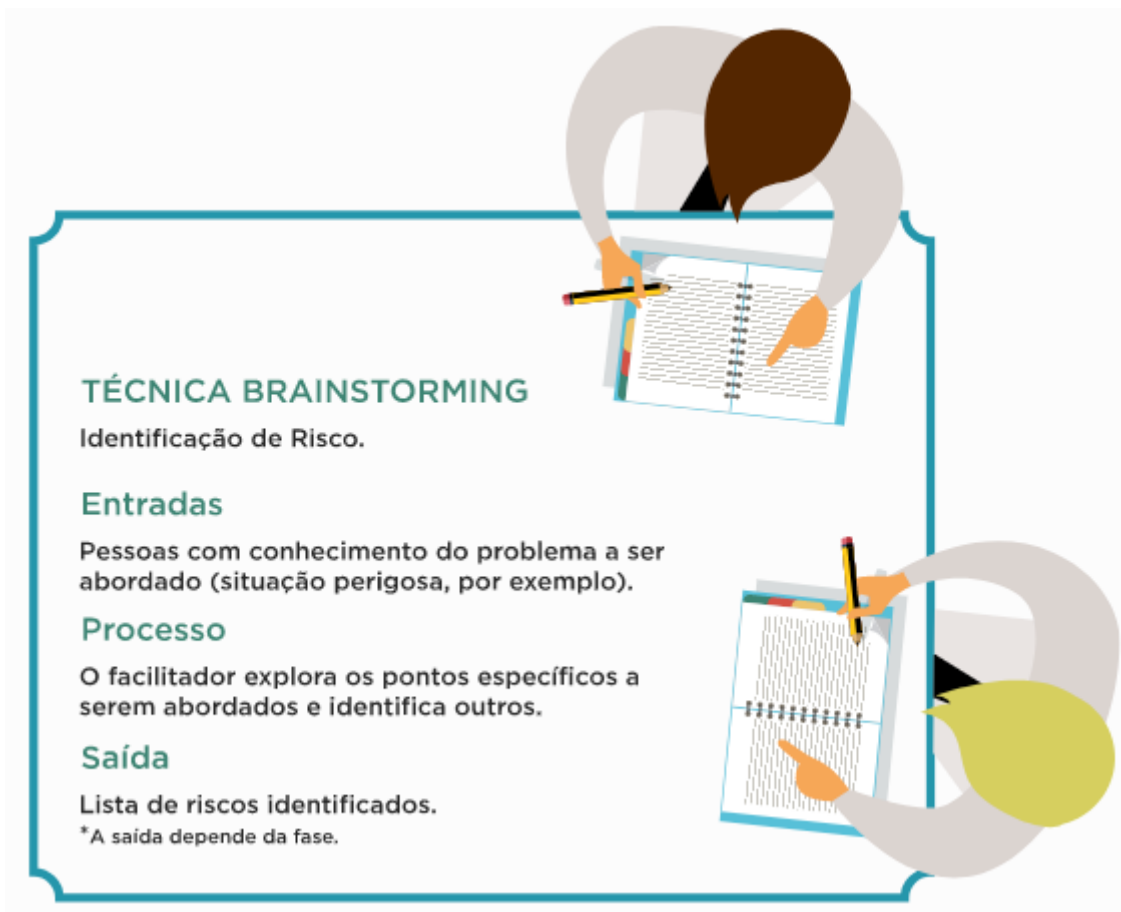 TÉCNICA BRAINSTORMING
Identificação de Risco.
Entradas
Pessoas com conhecimento do problema a ser
abordado (situação perigosa, por exemplo).
Processo
O facilitador explora os pontos específicos a
serem abordados e identifica outros.
Saída
Lista de riscos identificados.
*A saída depende da fase.